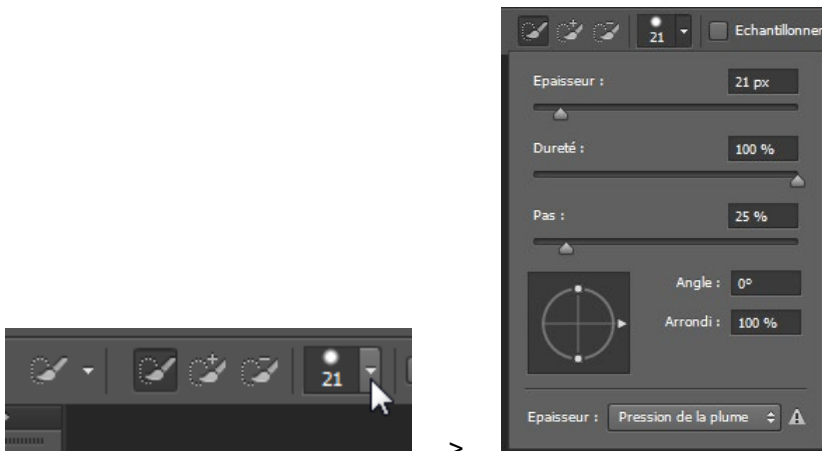 21
>
21 Echantillonner
Epaisseur : 21 px
Dureté : 100 %
Pas : 25 %
Angle : 0°
Arrondi : 100 %
Epaisseur : Pression de la plume